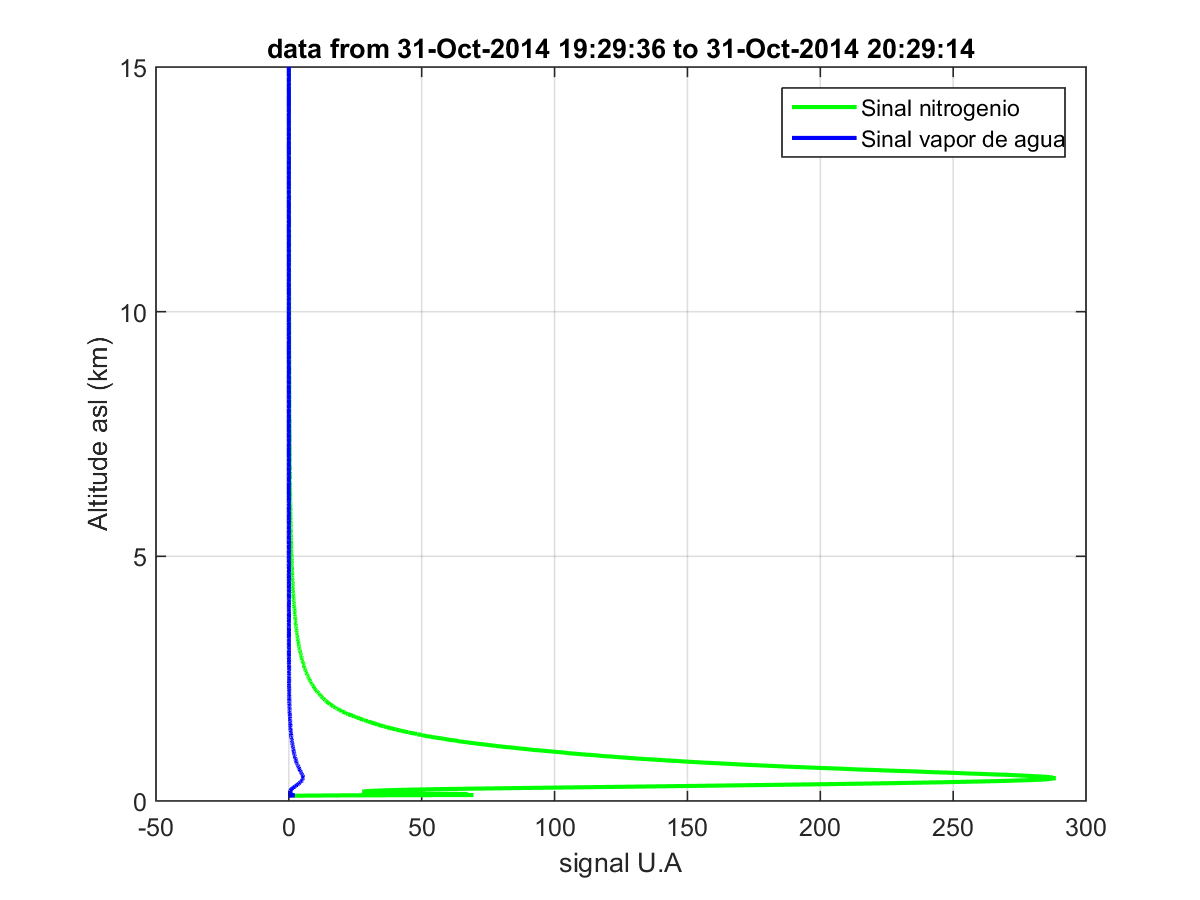 data from 31-Oct-2014 19:29:36 to 31-Oct-2014 20:29:14
Sinal nitrogenio
Sinal vapor de agua
15
10
5
0
Altitude asl (km)
-50 0 50 100 150 200 250 300
signal U.A